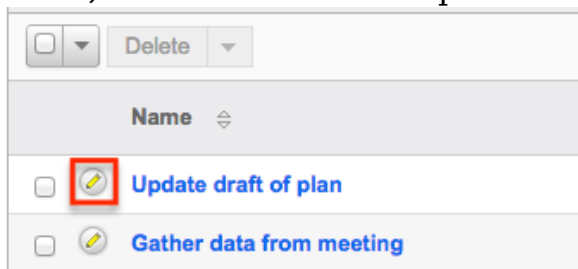 Delete
Name
Update draft of plan
Gather data from meeting